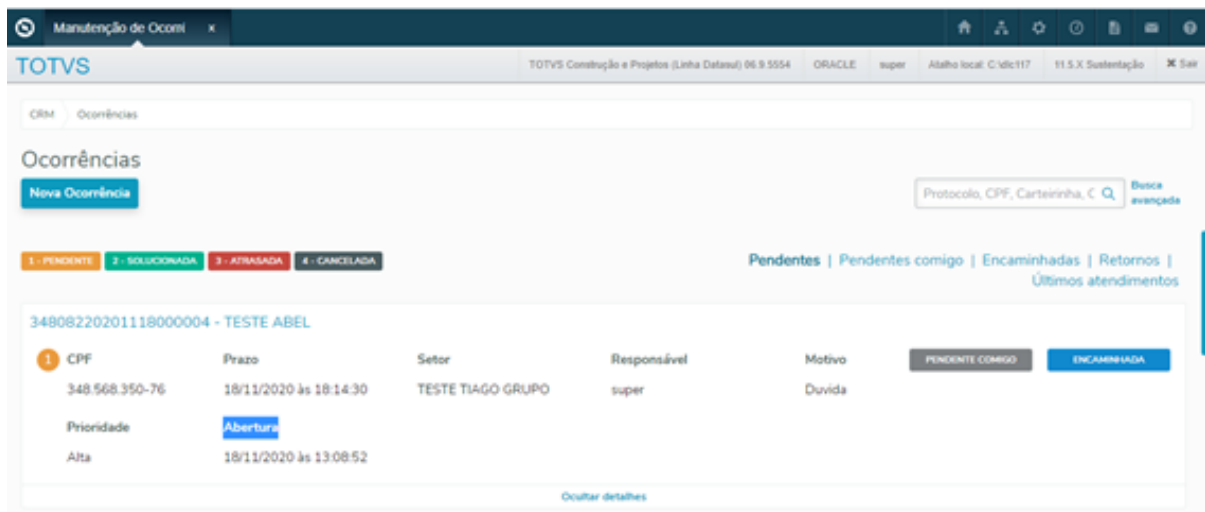 Manutenção de Ocorri ×
TOTVS
TOTVS Construção e Projetos (Linha Datasul) 06.9.5554 ORACLE super Atalho local: C:\dlc117 11.5.X Sustentação × Sair
CRM Ocorrências
Ocorrências
Nova Ocorrência
Protocolo, CPF, Carteirinha, C
Busca avançada
1 - PENDENTE 2 - SOLUCIONADA 3 - ATRASADA 4 - CANCELADA
Pendentes | Pendentes comigo | Encaminhadas | Retornos |
Últimos atendimentos
34808220201118000004 - TESTE ABEL
1 CPF Prazo Setor Responsável Motivo PENDENTE COMIGO ENCAMINHADA
348.568.350-76 18/11/2020 às 18:14:30 TESTE TIAGO GRUPO super Duvida
Prioridade Abertura
Alta 18/11/2020 às 13:08:52
Ocultar detalhes